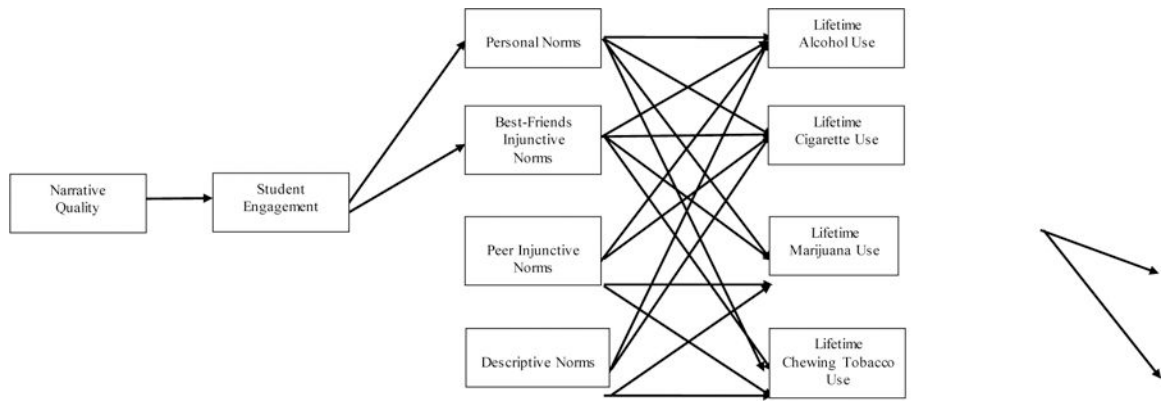 Narrative
Quality
Student
Engagement
Personal Norms
Best-Friends
Injunctive
Norms
Peer Injunctive
Norms
Descriptive Norms
Lifetime
Alcohol Use
Lifetime
Cigarette Use
Lifetime
Marijuana Use
Lifetime
Chewing Tobacco
Use